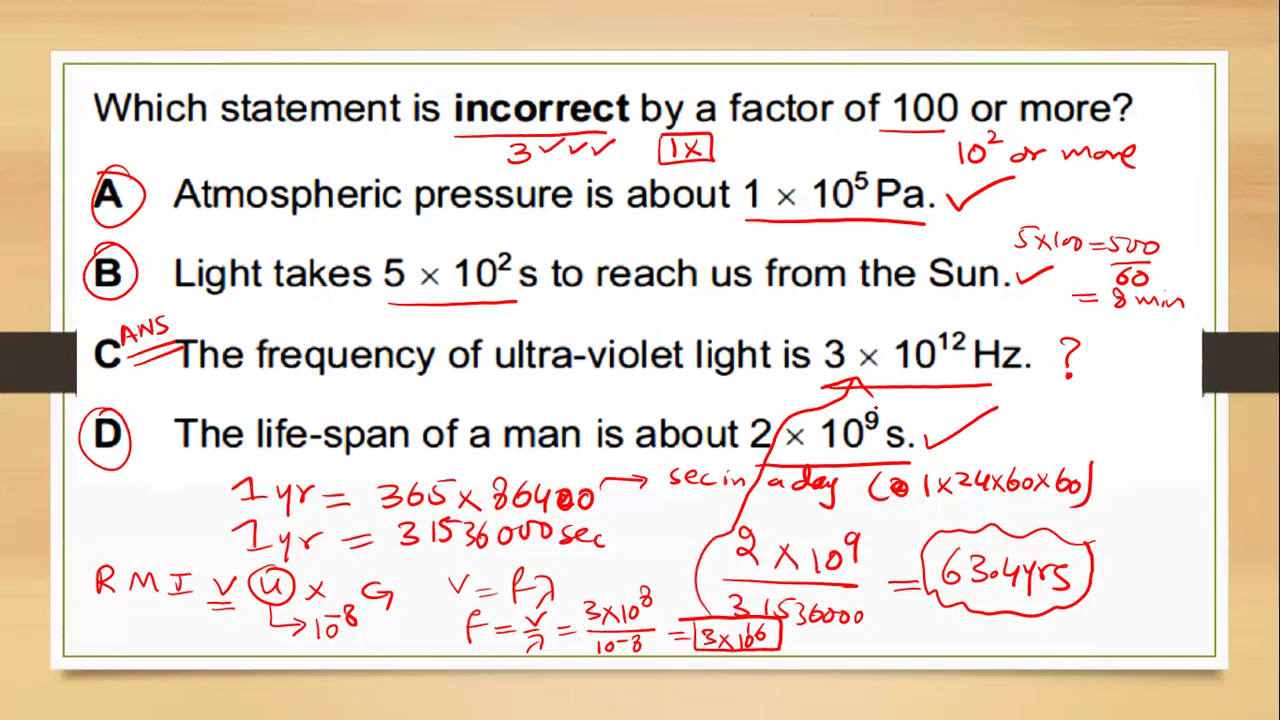 Which statement is incorrect by a factor of 100 or more?
3 ✓✓✓ 1x 10² or more
A Atmospheric pressure is about 1 × 10⁵ Pa. ✓
5×100 = 500
60
= 8 min
B Light takes 5 × 10² s to reach us from the Sun. ✓
ANS
C The frequency of ultra-violet light is 3 × 10¹² Hz. ?
D The life-span of a man is about 2 × 10⁹ s. ✓
1 yr = 365 × 86400 → sec in a day ( 1×24×60×60)
1 yr = 31536000 sec
2 × 10⁹
31536000
= 63.4 yrs
R M I V U X G
→ 10⁻⁸
v = fλ
f = v/λ = 3×10⁸/10⁻⁸ = 3×10¹⁶